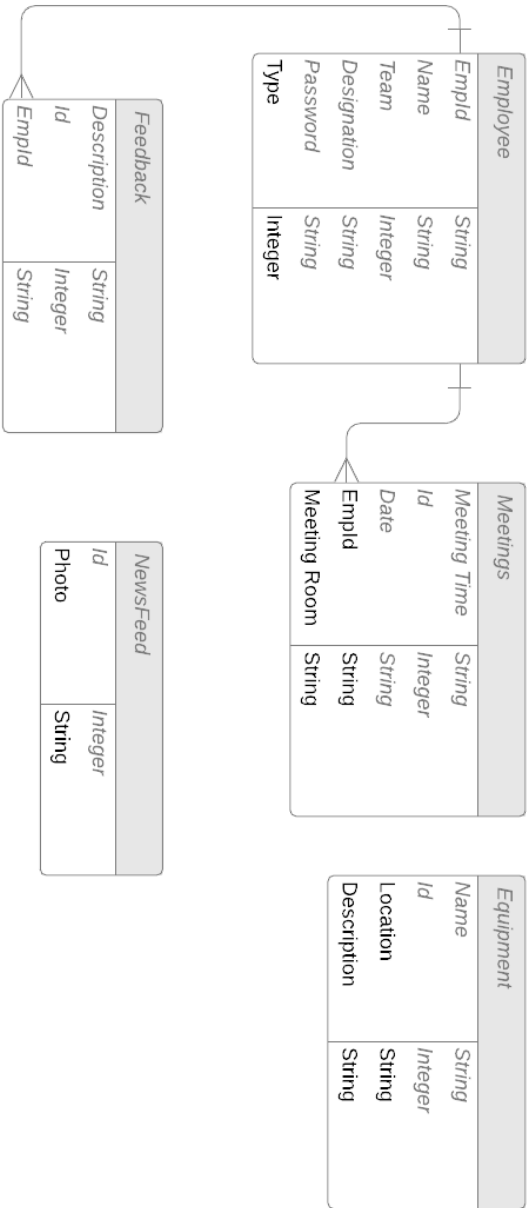 Employee
EmpId String
Name String
Team Integer
Designation String
Password String
Type Integer
Meetings
Meeting Time String
Id Integer
Date String
EmpId String
Meeting Room String
Equipment
Name String
Id Integer
Location String
Description String
Feedback
Description String
Id Integer
EmpId String
NewsFeed
Id Integer
Photo String